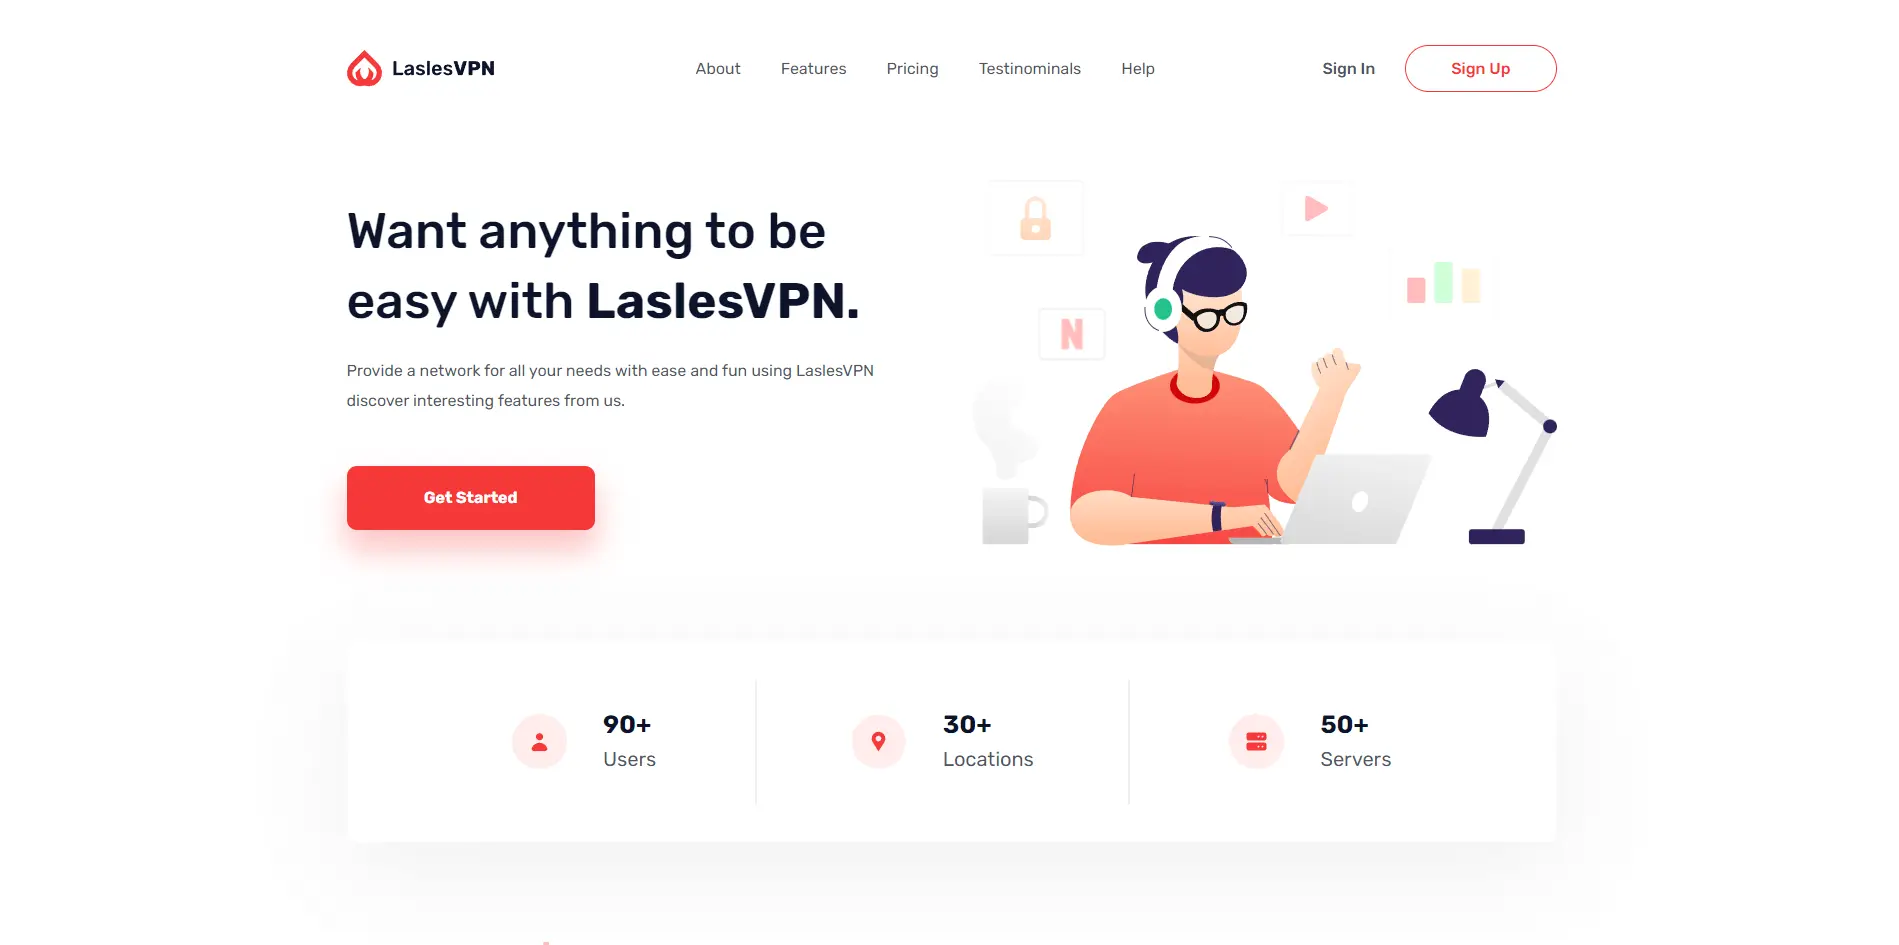 LaslesVPN
About
Features
Pricing
Testinominals
Help
Sign In
Sign Up
Want anything to be
easy with LaslesVPN.
Provide a network for all your needs with ease and fun using LaslesVPN
discover interesting features from us.
Get Started
N
90+
Users
30+
Locations
50+
Servers